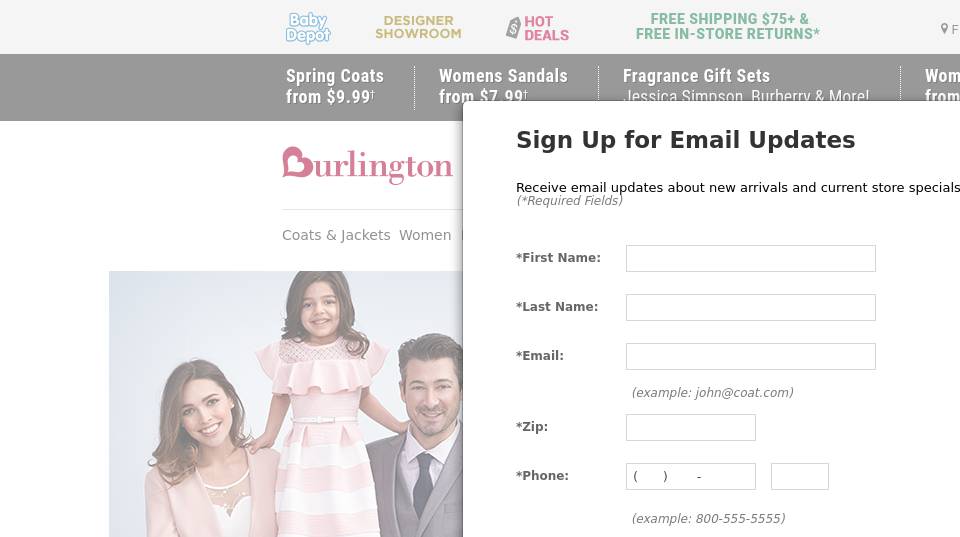 Baby
Depot
DESIGNER
SHOWROOM
$
HOT
DEALS
FREE SHIPPING $75+ &
FREE IN-STORE RETURNS*
F
Spring Coats
from $9.99†
Womens Sandals
from $7.99†
Fragrance Gift Sets
Jessica Simpson, Burberry & More!
Wom
from
Burlington
Coats & Jackets Women
Sign Up for Email Updates
Receive email updates about new arrivals and current store specials
(*Required Fields)
*First Name:
*Last Name:
*Email:
(example: john@coat.com)
*Zip:
*Phone:
( ) -
(example: 800-555-5555)